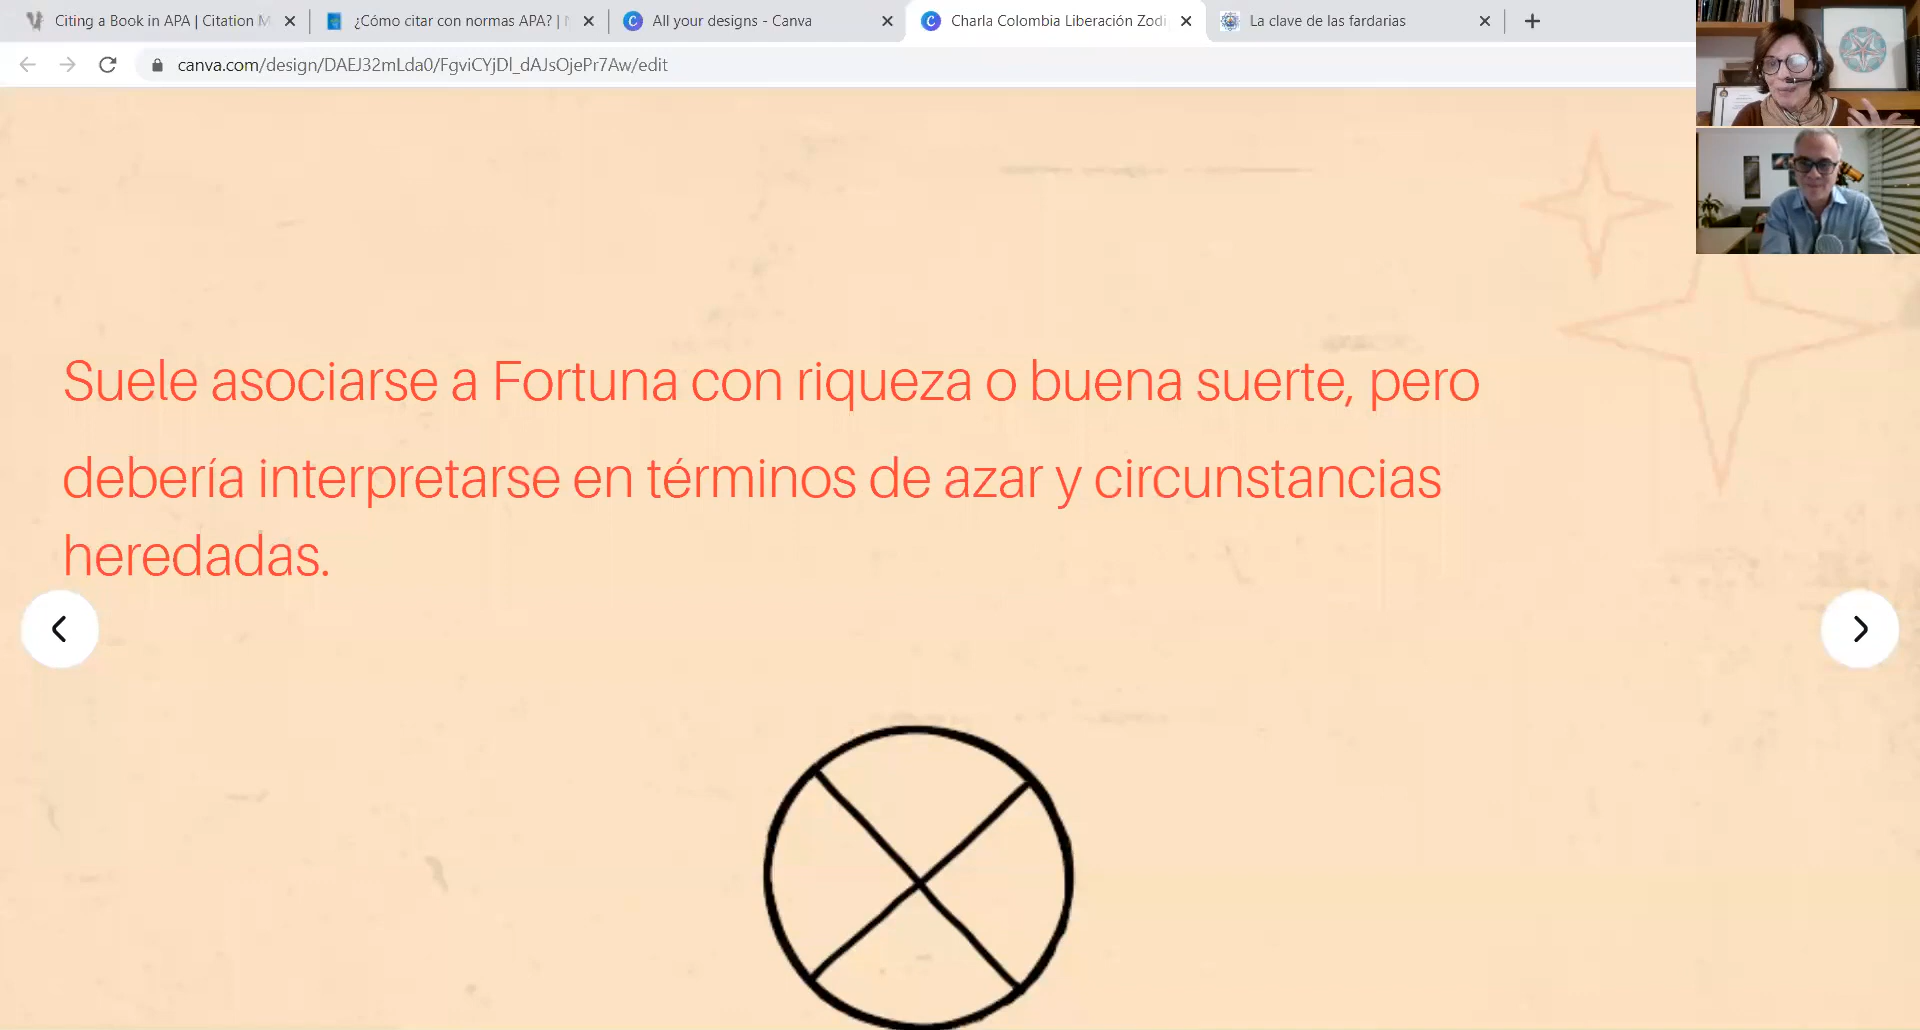 Citing a Book in APA | Citation M
¿Cómo citar con normas APA? |
All your designs - Canva
Charla Colombia Liberación Zodi
La clave de las fardarias
canva.com/design/DAEJ32mLda0/FgviCYjDl_dAJsOjePr7Aw/edit
Suele asociarse a Fortuna con riqueza o buena suerte, pero
debería interpretarse en términos de azar y circunstancias
heredadas.